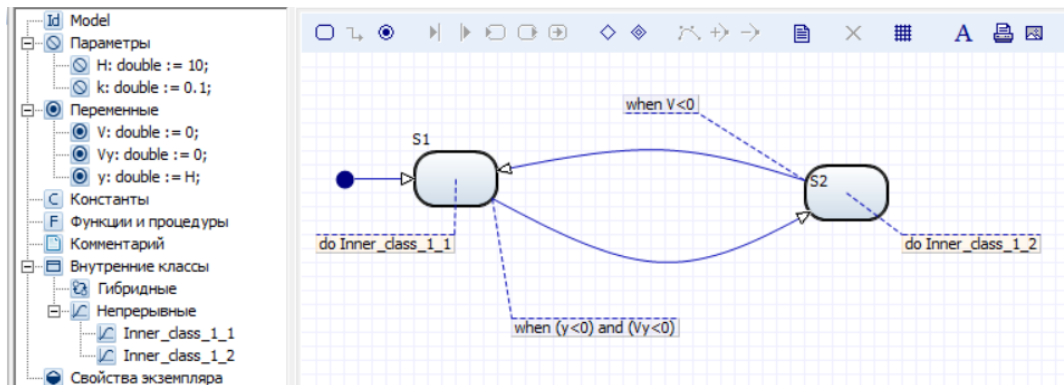 Model
Параметры
H: double := 10;
k: double := 0.1;
Переменные
V: double := 0;
Vy: double := 0;
y: double := H;
Константы
Функции и процедуры
Комментарий
Внутренние классы
Гибридные
Непрерывные
Inner_class_1_1
Inner_class_1_2
Свойства экземпляра
when V<0
S1
S2
do Inner_class_1_1
do Inner_class_1_2
when (y<0) and (Vy<0)